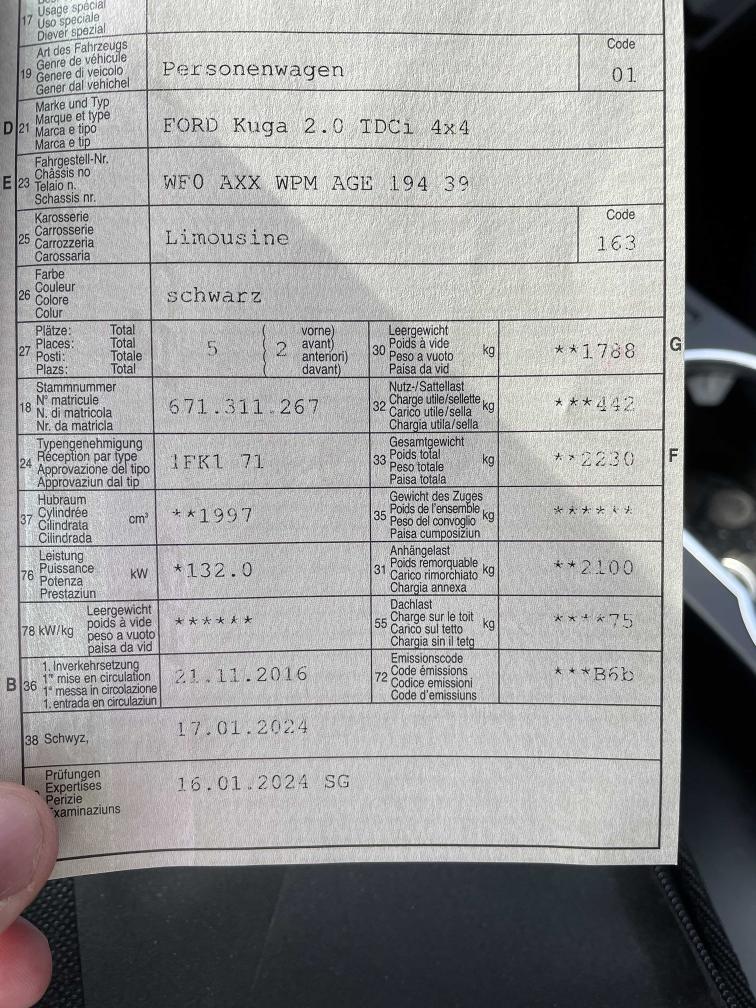 17 Usage spécial
Uso speciale
Diever spezial
Art des Fahrzeugs
Genre de véhicule
19 Genere di veicolo
Gener dal vehichel
Personenwagen
Code
01
Marke und Typ
D 21 Marque et type
Marca e tipo
Marca e tip
FORD Kuga 2.0 TDCi 4x4
Fahrgestell-Nr.
E 23 Châssis no
Telaio n.
Schassis nr.
WF0 AXX WPM AGE 194 39
Karosserie
25 Carrosserie
Carrozzeria
Carossaria
Limousine
Code
163
Farbe
26 Couleur
Colore
Colur
schwarz
Plätze: Total
27 Places: Total
Posti: Totale
Plazs: Total
5 ( 2
vorne)
avant)
anteriori)
davant)
Leergewicht
30 Poids à vide kg
Peso a vuoto
Paisa da vid
**1788
G
Stammnummer
18 N° matricule
N. di matricola
Nr. da matricla
671.311.267
Nutz-/Sattellast
32 Charge utile/sellette kg
Carico utile/sella
Chargia utila/sella
***442
Typengenehmigung
24 Réception par type
Approvazione del tipo
Approvaziun dal tip
1FK1 71
Gesamtgewicht
33 Poids total kg
Peso totale
Paisa totala
**2230
F
Hubraum
37 Cylindrée cm³
Cilindrata
Cilindrada
**1997
Gewicht des Zuges
35 Poids de l'ensemble kg
Peso del convoglio
Paisa cumposiziun
******
Leistung
76 Puissance kW
Potenza
Prestaziun
*132.0
Anhängelast
31 Poids remorquable kg
Carico rimorchiato
Chargia annexa
**2100
78 kW/kg Leergewicht
poids à vide
peso a vuoto
paisa da vid
******
Dachlast
55 Charge sur le toit kg
Carico sul tetto
Chargia sin il tetg
****75
1. Inverkehrsetzung
B 36 1re mise en circulation
1a messa in circolazione
1. entrada en circulaziun
21.11.2016
Emissionscode
72 Code émissions
Codice emissioni
Code d'emissiuns
***B6b
38 Schwyz,
17.01.2024
Prüfungen
Expertises
Perizie
xaminaziuns
16.01.2024 SG